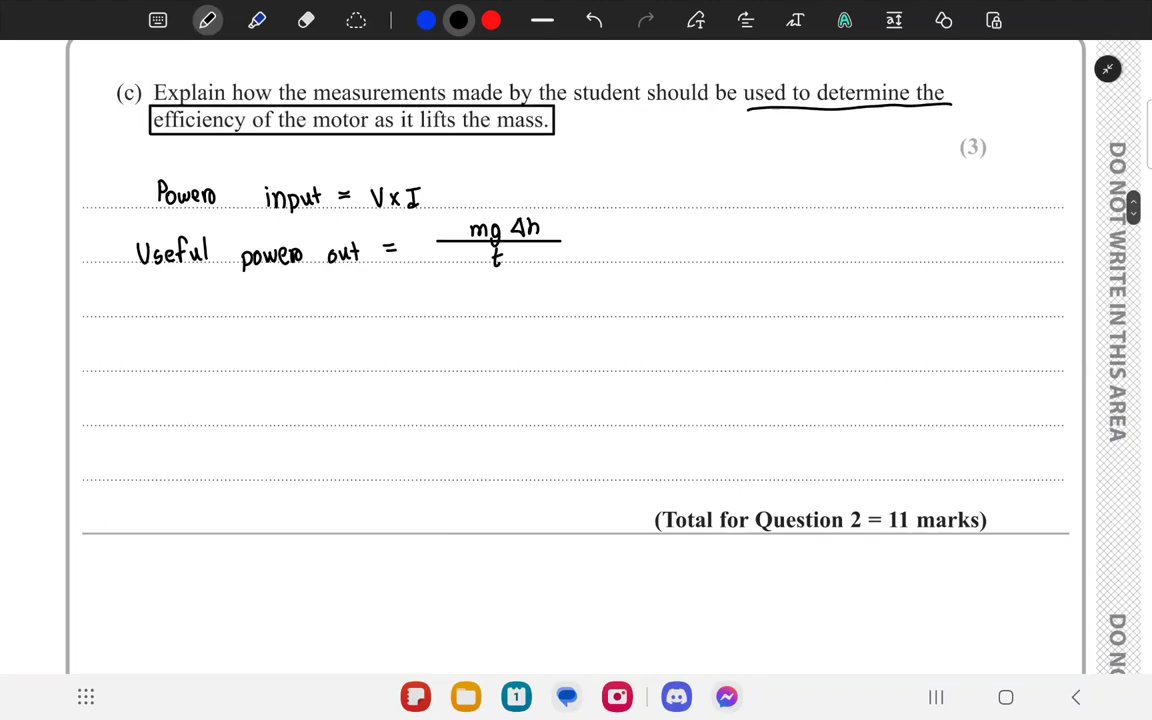 (c) Explain how the measurements made by the student should be used to determine the
efficiency of the motor as it lifts the mass.
(3)
Power input = V x I
Useful power out = mg Δh
t
(Total for Question 2 = 11 marks)
DO NOT WRITE IN THIS AREA
DO NO